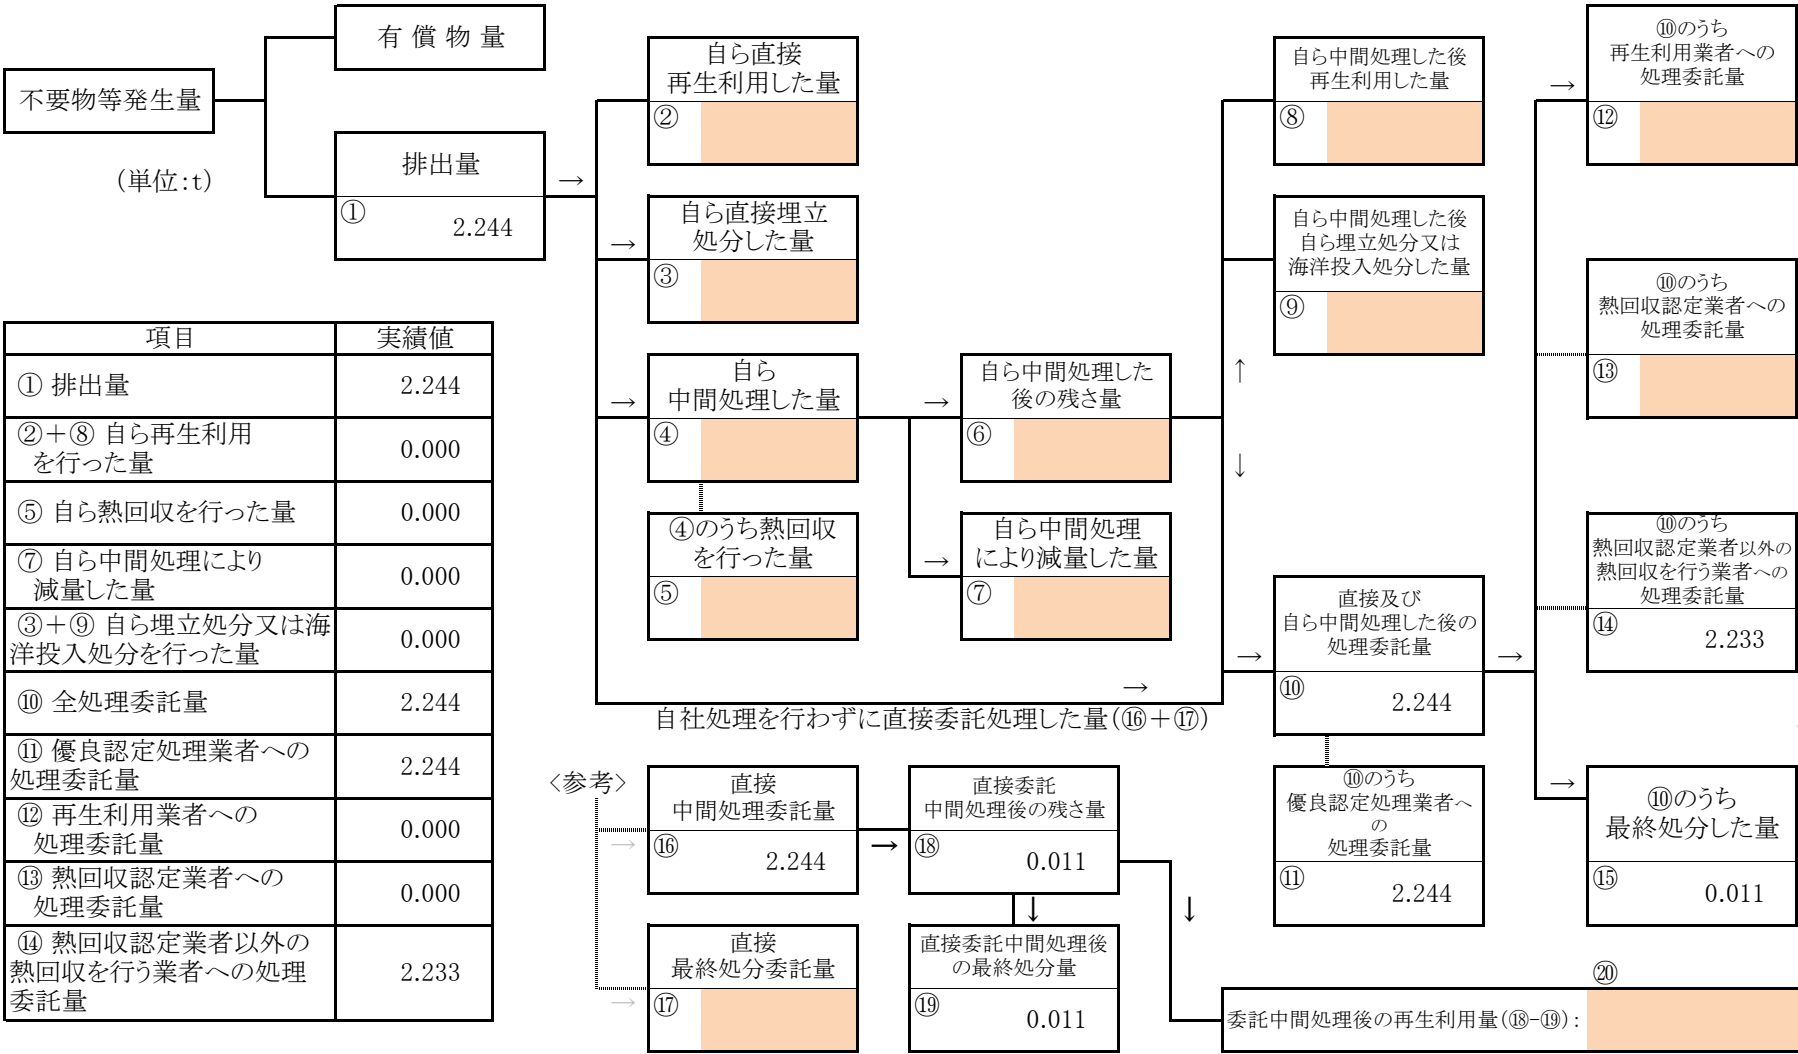 有 償 物 量
不要物等発生量
(単位:t)
排出量
→
①
2.244
自ら直接
再生利用した量
②
→
自ら直接埋立
処分した量
③
→
自ら
中間処理した量
④
④のうち熱回収
を行った量
⑤
→
自ら中間処理した
後の残さ量
⑥
→
自ら中間処理
により減量した量
⑦
自ら中間処理した後
再生利用した量
⑧
自ら中間処理した後
自ら埋立処分又は
海洋投入処分した量
⑨
↑
↓
→
直接及び
自ら中間処理した後の
処理委託量
⑩
2.244
→
→
自社処理を行わずに直接委託処理した量(⑯+⑰)
⑩のうち
優良認定処理業者へ
の
処理委託量
⑪
2.244
→
⑩のうち
再生利用業者への
処理委託量
⑫
⑩のうち
熱回収認定業者への
処理委託量
⑬
⑩のうち
熱回収認定業者以外の
熱回収を行う業者への
処理委託量
⑭
2.233
→
⑩のうち
最終処分した量
⑮
0.011
項目 実績値
① 排出量 2.244
②+⑧ 自ら再生利用
を行った量 0.000
⑤ 自ら熱回収を行った量 0.000
⑦ 自ら中間処理により
減量した量 0.000
③+⑨ 自ら埋立処分又は海
洋投入処分を行った量 0.000
⑩ 全処理委託量 2.244
⑪ 優良認定処理業者への
処理委託量 2.244
⑫ 再生利用業者への
処理委託量 0.000
⑬ 熱回収認定業者への
処理委託量 0.000
⑭ 熱回収認定業者以外の
熱回収を行う業者への処理
委託量 2.233
<参考>
→
直接
中間処理委託量
⑯
2.244
→
直接委託
中間処理後の残さ量
⑱
0.011
↓
↓
→
直接
最終処分委託量
⑰
直接委託中間処理後
の最終処分量
⑲
0.011
⑳
委託中間処理後の再生利用量(⑱-⑲):